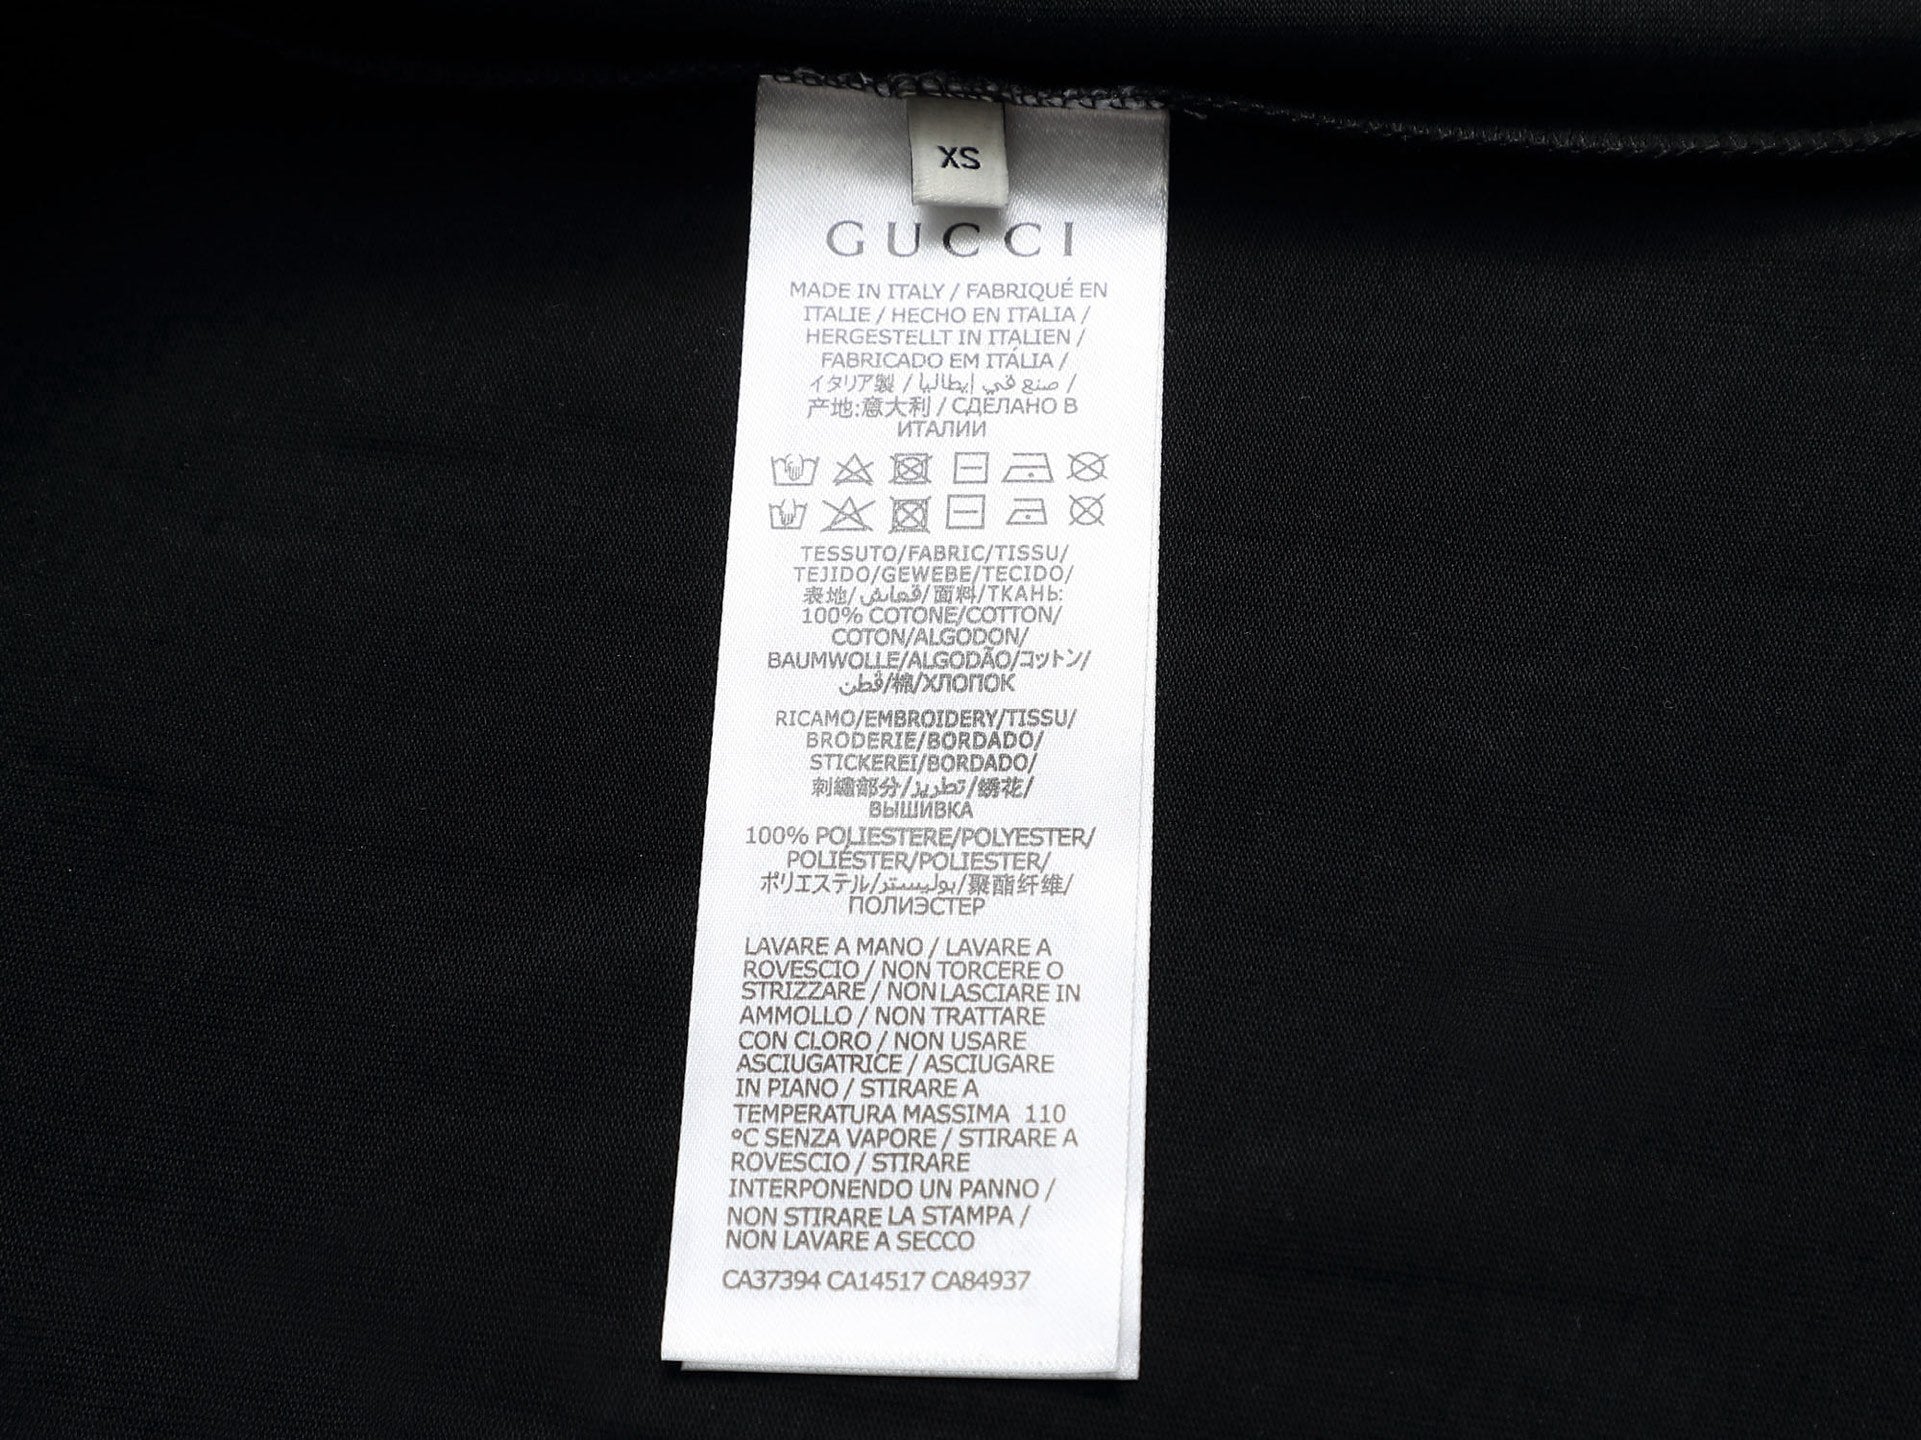 XS
GUCCI
MADE IN ITALY / FABRIQUÉ EN
ITALIE / HECHO EN ITALIA /
HERGESTELLT IN ITALIEN /
FABRICADO EM ITÁLIA /
イタリア製 / صنع في إيطاليا /
产地:意大利 / СДЕЛАНО В
ИТАЛИИ
TESSUTO/FABRIC/TISSU/
TEJIDO/GEWEBE/TECIDO/
表地/قماش/面料/ТКАНЬ:
100% COTONE/COTTON/
COTON/ALGODON/
BAUMWOLLE/ALGODÃO/コットン/
قطن/棉/ХЛОПОК
RICAMO/EMBROIDERY/TISSU/
BRODERIE/BORDADO/
STICKEREI/BORDADO/
刺繍部分/تطريز/绣花/
ВЫШИВКА
100% POLIESTERE/POLYESTER/
POLIÉSTER/POLIESTER/
ポリエステル/بوليستر/聚酯纤维/
ПОЛИЭСТЕР
LAVARE A MANO / LAVARE A
ROVESCIO / NON TORCERE O
STRIZZARE / NON LASCIARE IN
AMMOLLO / NON TRATTARE
CON CLORO / NON USARE
ASCIUGATRICE / ASCIUGARE
IN PIANO / STIRARE A
TEMPERATURA MASSIMA 110
°C SENZA VAPORE / STIRARE A
ROVESCIO / STIRARE
INTERPONENDO UN PANNO /
NON STIRARE LA STAMPA /
NON LAVARE A SECCO
CA37394 CA14517 CA84937